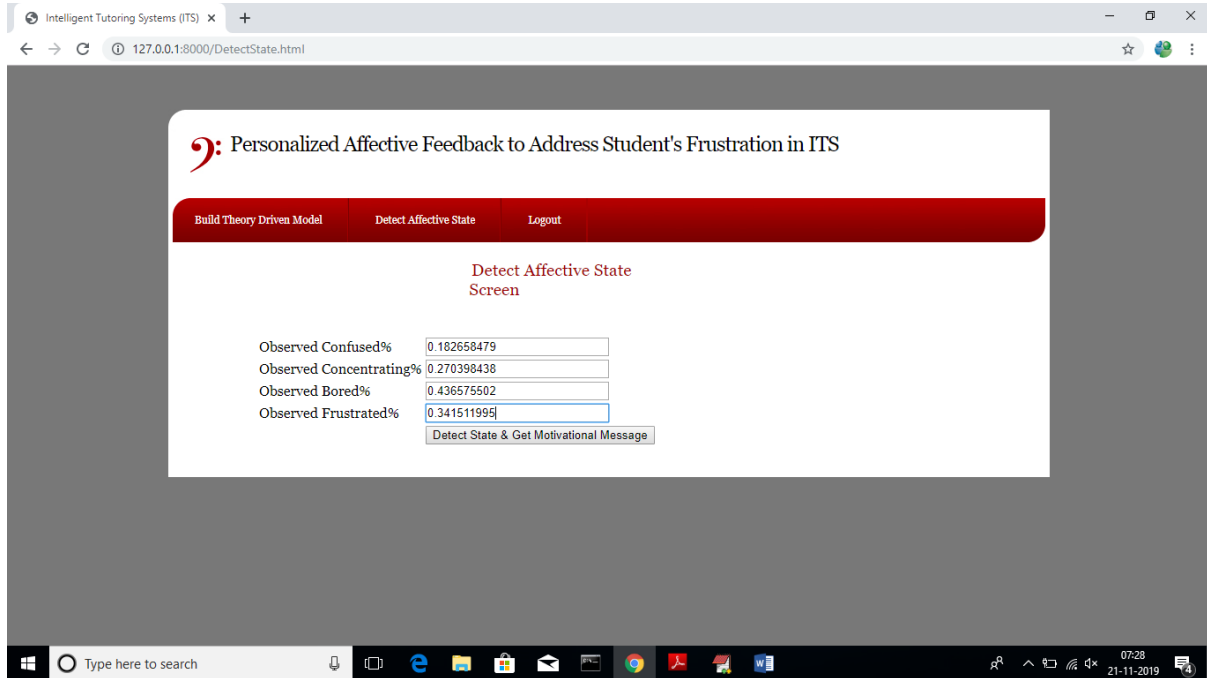 Intelligent Tutoring Systems (ITS)
127.0.0.1:8000/DetectState.html
Personalized Affective Feedback to Address Student's Frustration in ITS
Build Theory Driven Model
Detect Affective State
Logout
Detect Affective State
Screen
Observed Confused% 0.182658479
Observed Concentrating% 0.270398438
Observed Bored% 0.436575502
Observed Frustrated% 0.341511995
Detect State & Get Motivational Message
Type here to search
07:28
21-11-2019
4